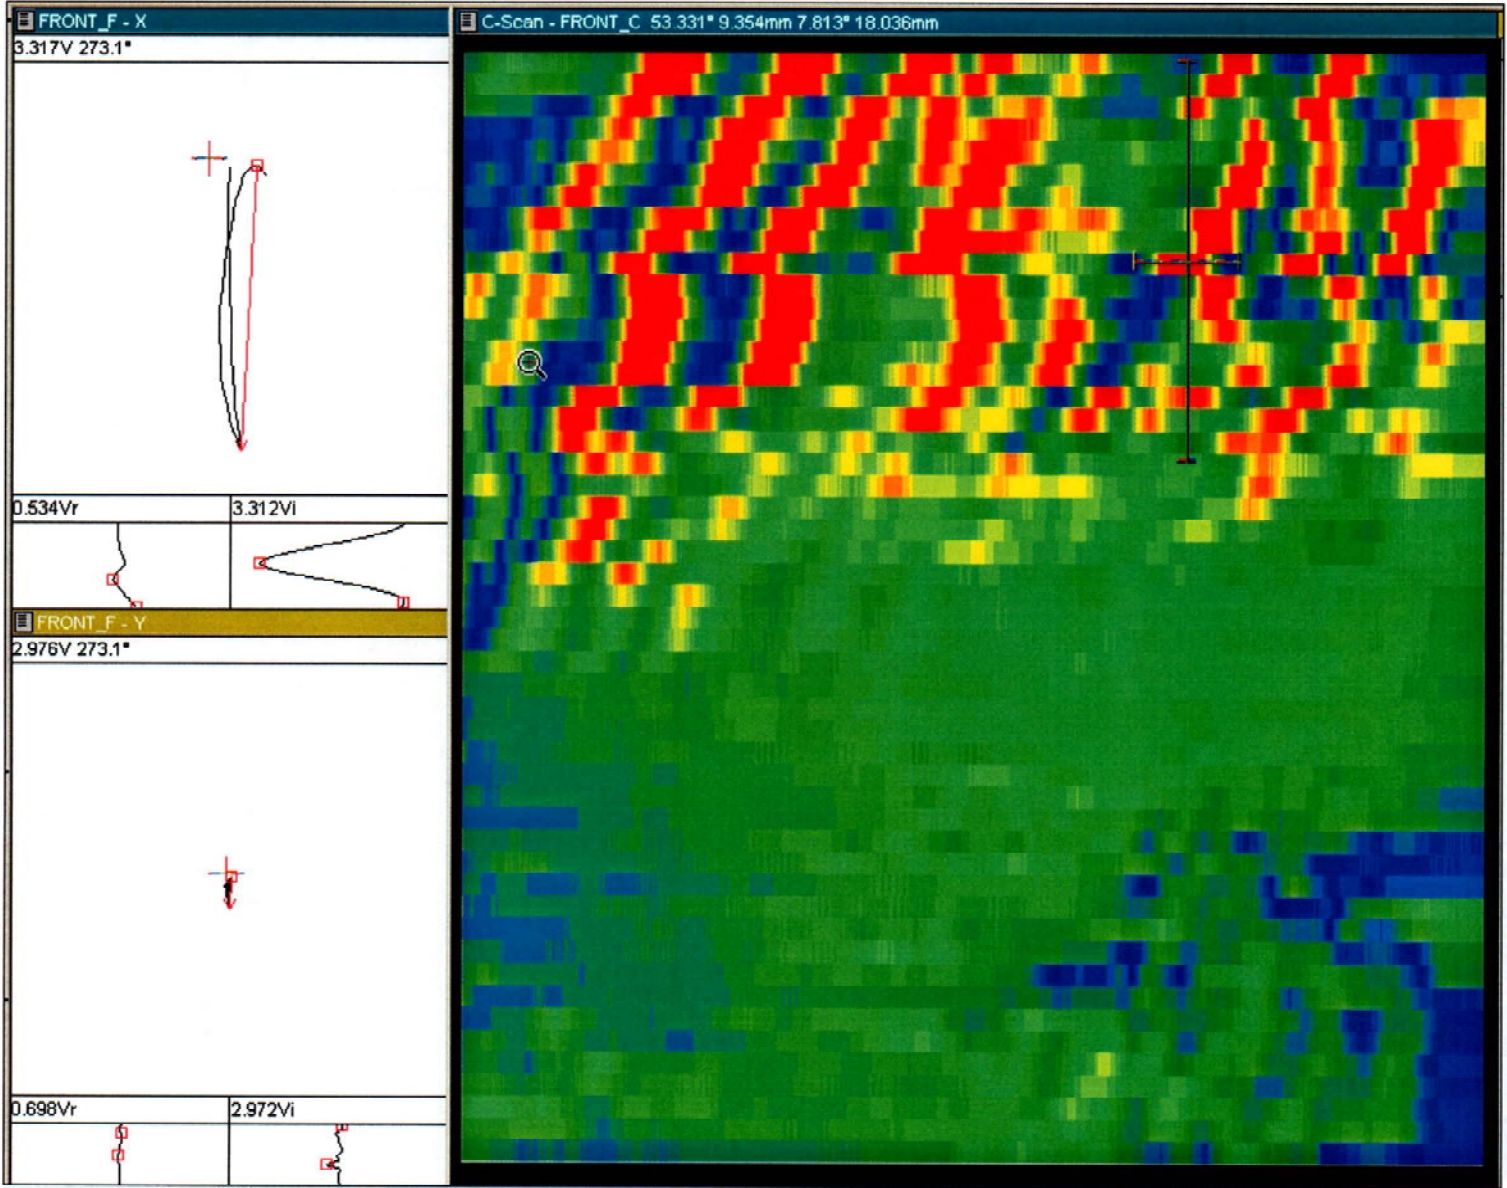 FRONT_F - X
3.317V 273.1°
0.534Vr
3.312Vi
FRONT_F - Y
2.976V 273.1°
0.698Vr
2.972Vi
C-Scan - FRONT_C 53.331° 9.354mm 7.813° 18.036mm